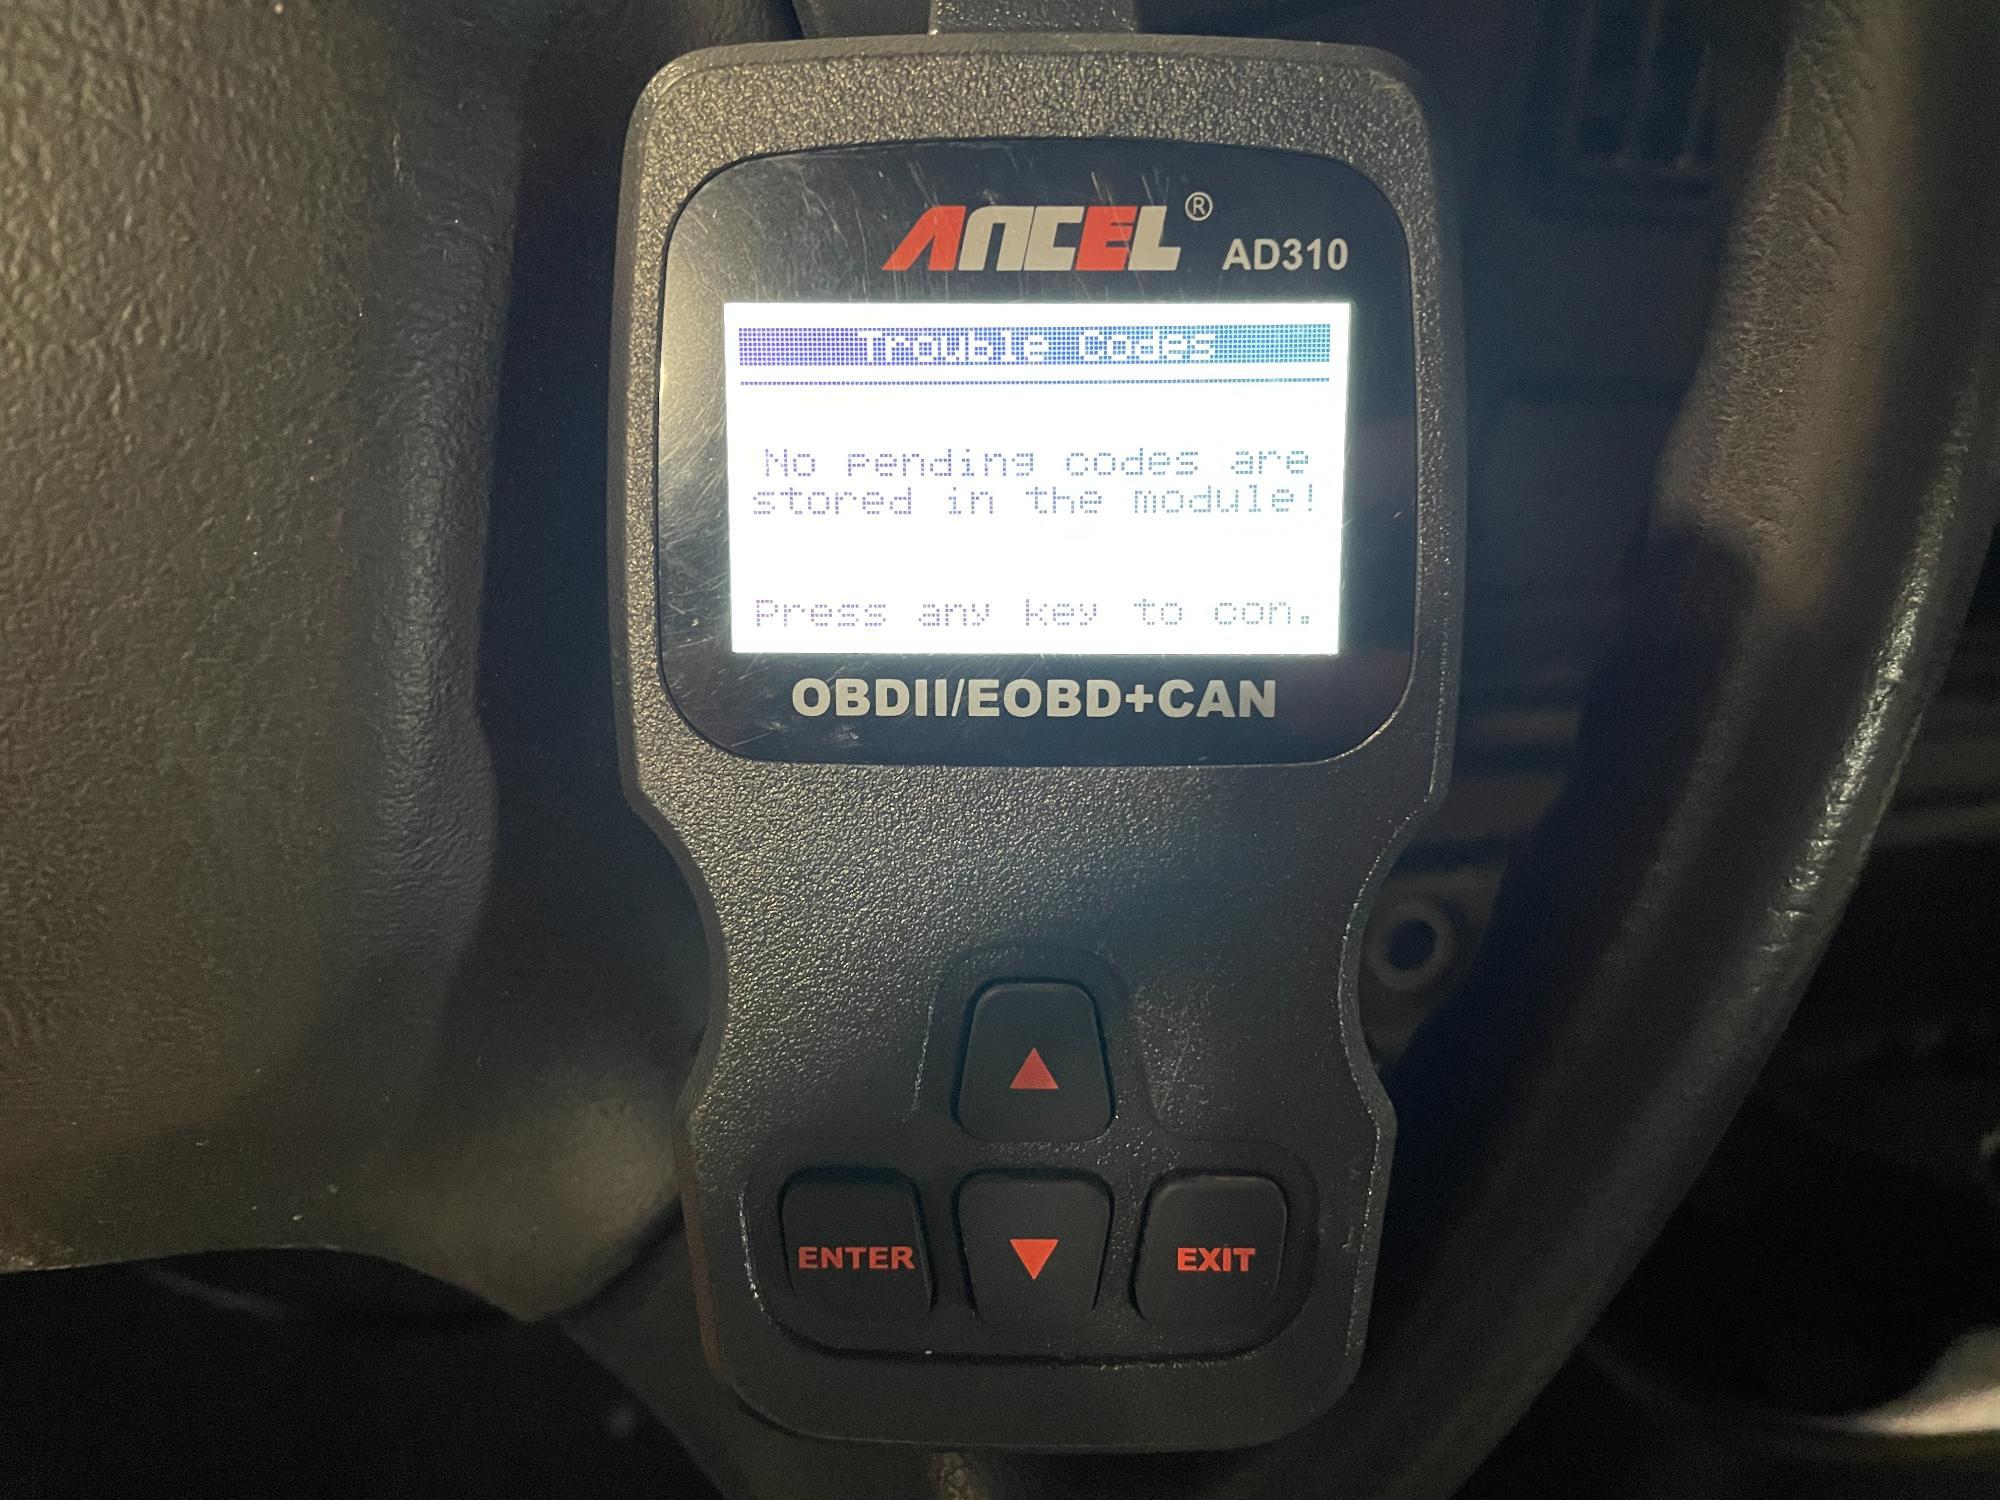 ANCEL® AD310
Trouble Codes
No pending codes are
stored in the module!
Press any key to con.
OBDII/EOBD+CAN
ENTER
EXIT